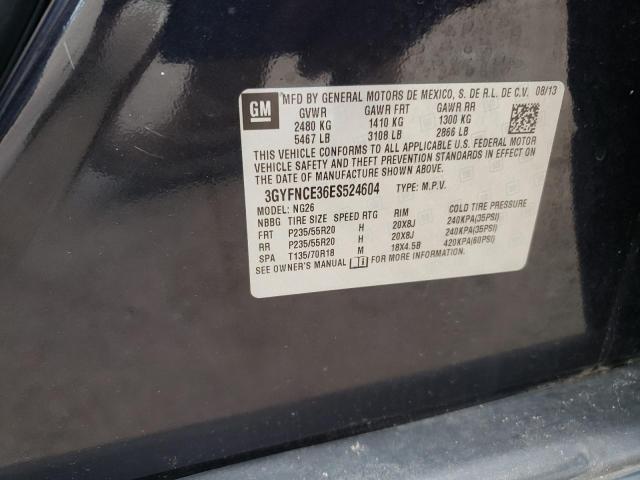 GM
MFD BY GENERAL MOTORS DE MEXICO, S. DE R.L. DE C.V. 08/13
GVWR GAWR FRT GAWR RR
2480 KG 1410 KG 1300 KG
5467 LB 3108 LB 2866 LB
THIS VEHICLE CONFORMS TO ALL APPLICABLE U.S. FEDERAL MOTOR
VEHICLE SAFETY AND THEFT PREVENTION STANDARDS IN EFFECT ON
THE DATE OF MANUFACTURE SHOWN ABOVE.
3GYFNCE36ES524604 TYPE: M.P.V.
MODEL: NG26
NBBG TIRE SIZE SPEED RTG RIM COLD TIRE PRESSURE
FRT P235/55R20 H 20X8J 240KPA(35PSI)
RR P235/55R20 H 20X8J 240KPA(35PSI)
SPA T135/70R18 M 18X4.5B 420KPA(60PSI)
SEE OWNER'S MANUAL FOR MORE INFORMATION.